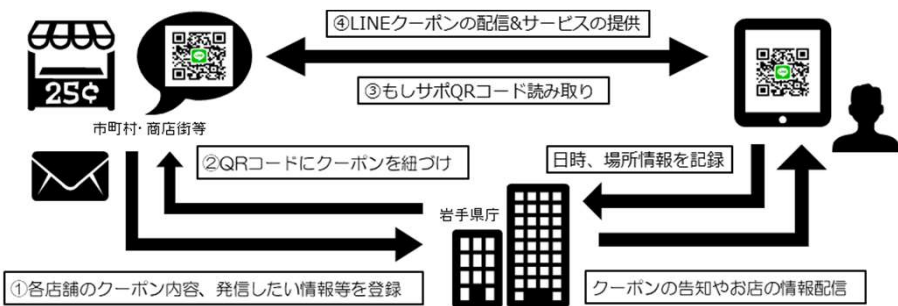 ④LINEクーポンの配信&サービスの提供
25¢
③もしサポQRコード読み取り
市町村・商店街等
②QRコードにクーポンを紐づけ
日時、場所情報を記録
岩手県庁
①各店舗のクーポン内容、発信したい情報等を登録
クーポンの告知やお店の情報配信